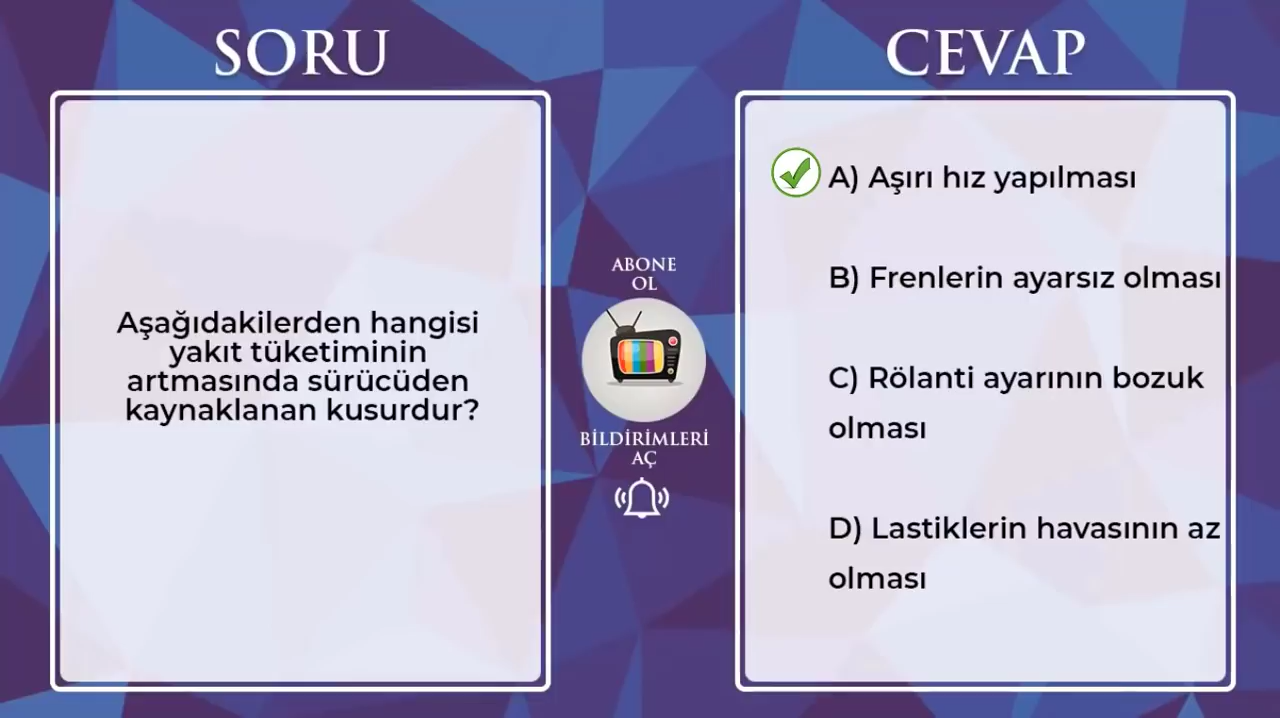 SORU
Aşağıdakilerden hangisi
yakıt tüketiminin
artmasında sürücüden
kaynaklanan kusurdur?
ABONE
OL
BİLDİRİMLERİ
AÇ
CEVAP
A) Aşırı hız yapılması
B) Frenlerin ayarsız olması
C) Rölanti ayarının bozuk
olması
D) Lastiklerin havasının az
olması